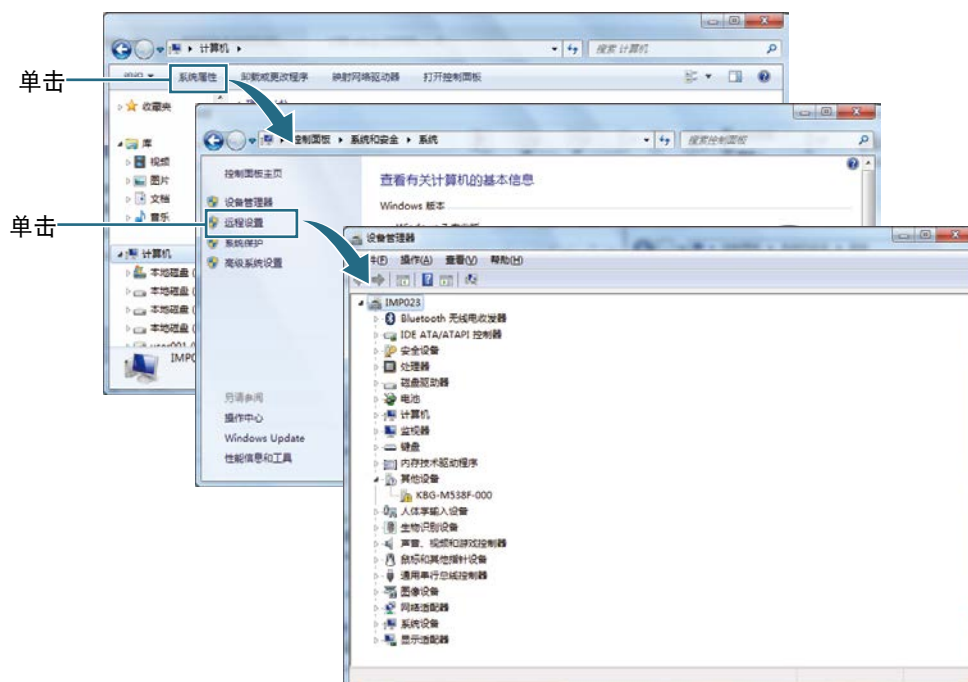 单击
计算机
搜索 计算机
系统属性 卸载或更改程序 映射网络驱动器 打开控制面板
收藏夹
库
视频
图片
文档
音乐
计算机
本地磁盘 (
本地磁盘 (
本地磁盘 (
本地磁盘 (
控制面板 系统和安全 系统
搜索控制面板
单击
控制面板主页
设备管理器
远程设置
系统保护
高级系统设置
另请参阅
操作中心
Windows Update
性能信息和工具
查看有关计算机的基本信息
Windows 版本
设备管理器
件(F) 操作(A) 查看(V) 帮助(H)
IMP023
Bluetooth 无线电收发器
IDE ATA/ATAPI 控制器
安全设备
处理器
磁盘驱动器
电池
计算机
监视器
键盘
内存技术驱动程序
其他设备
KBG-M538F-000
人体学输入设备
生物识别设备
声音、视频和游戏控制器
鼠标和其他指针设备
通用串行总线控制器
图像设备
网络适配器
系统设备
显示适配器